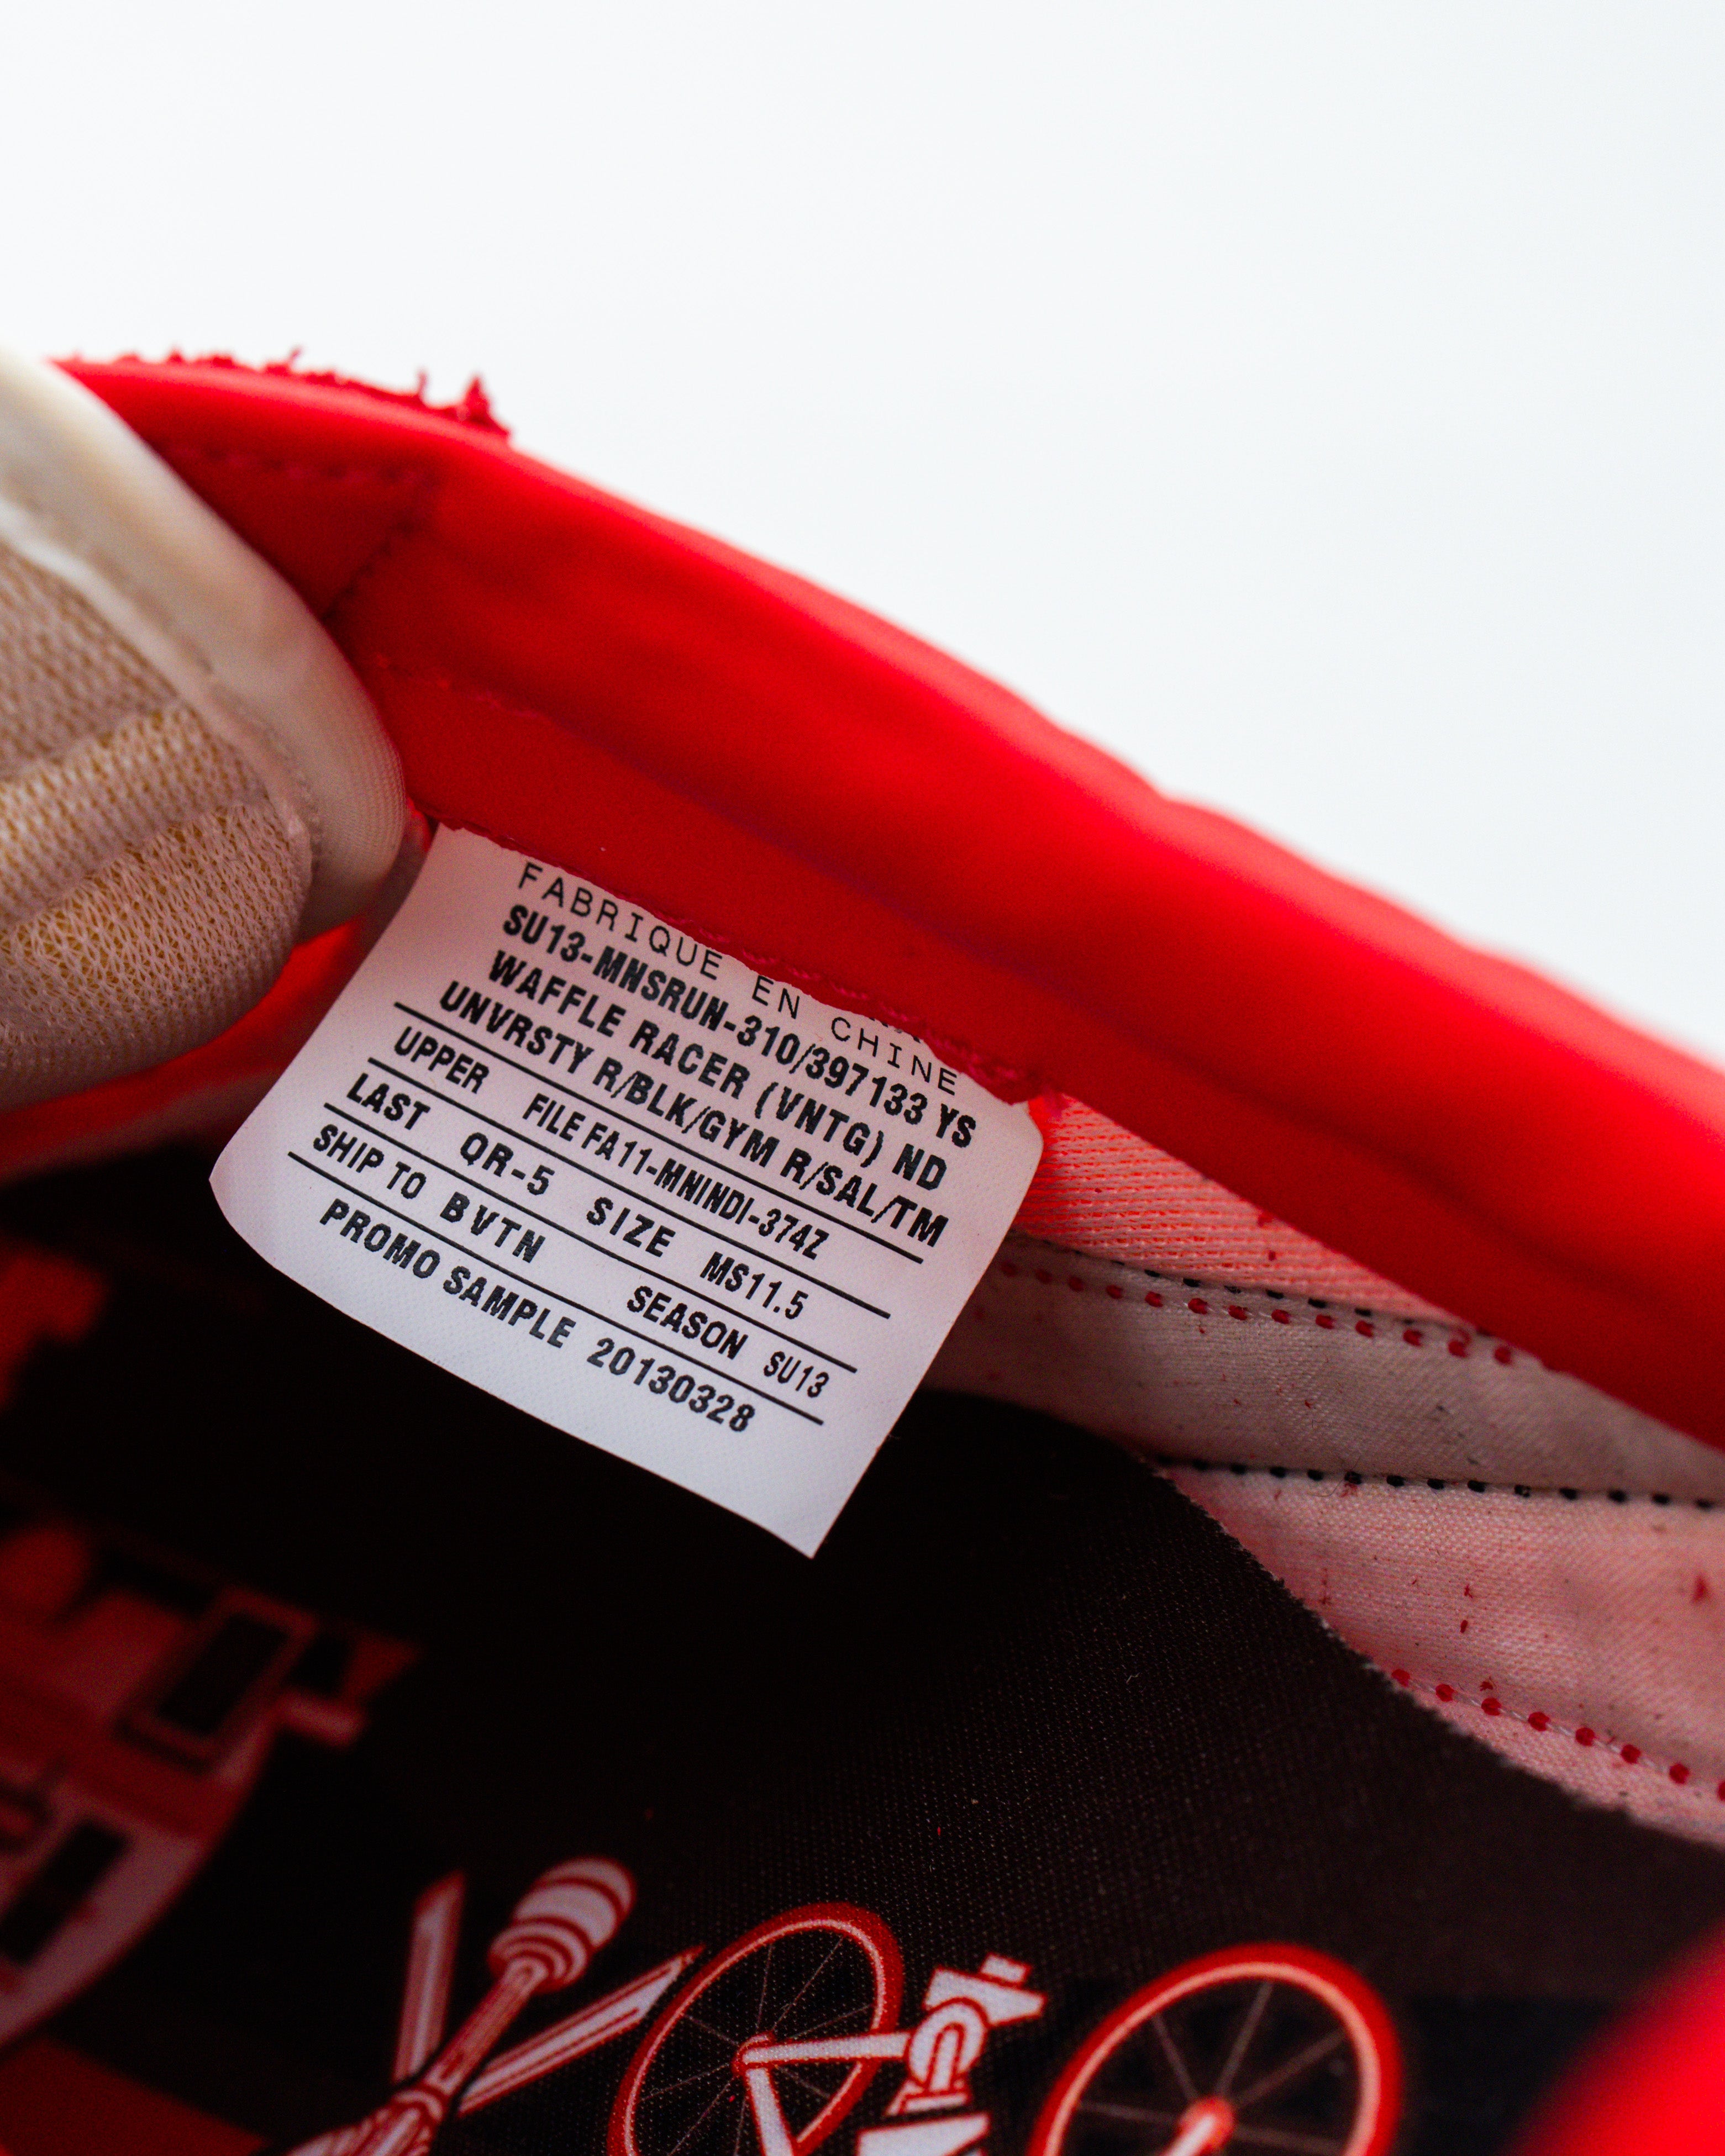 FABRIQUE EN CHINE
SU13-MNSRUN-310/397133 YS
WAFFLE RACER (VNTG) ND
UNVRSTY R/BLK/GYM R/SAL/TM
UPPER FILE FA11-MNINDI-374Z
LAST QR-5 SIZE MS11.5
SHIP TO BVTN SEASON SU13
PROMO SAMPLE 20130328